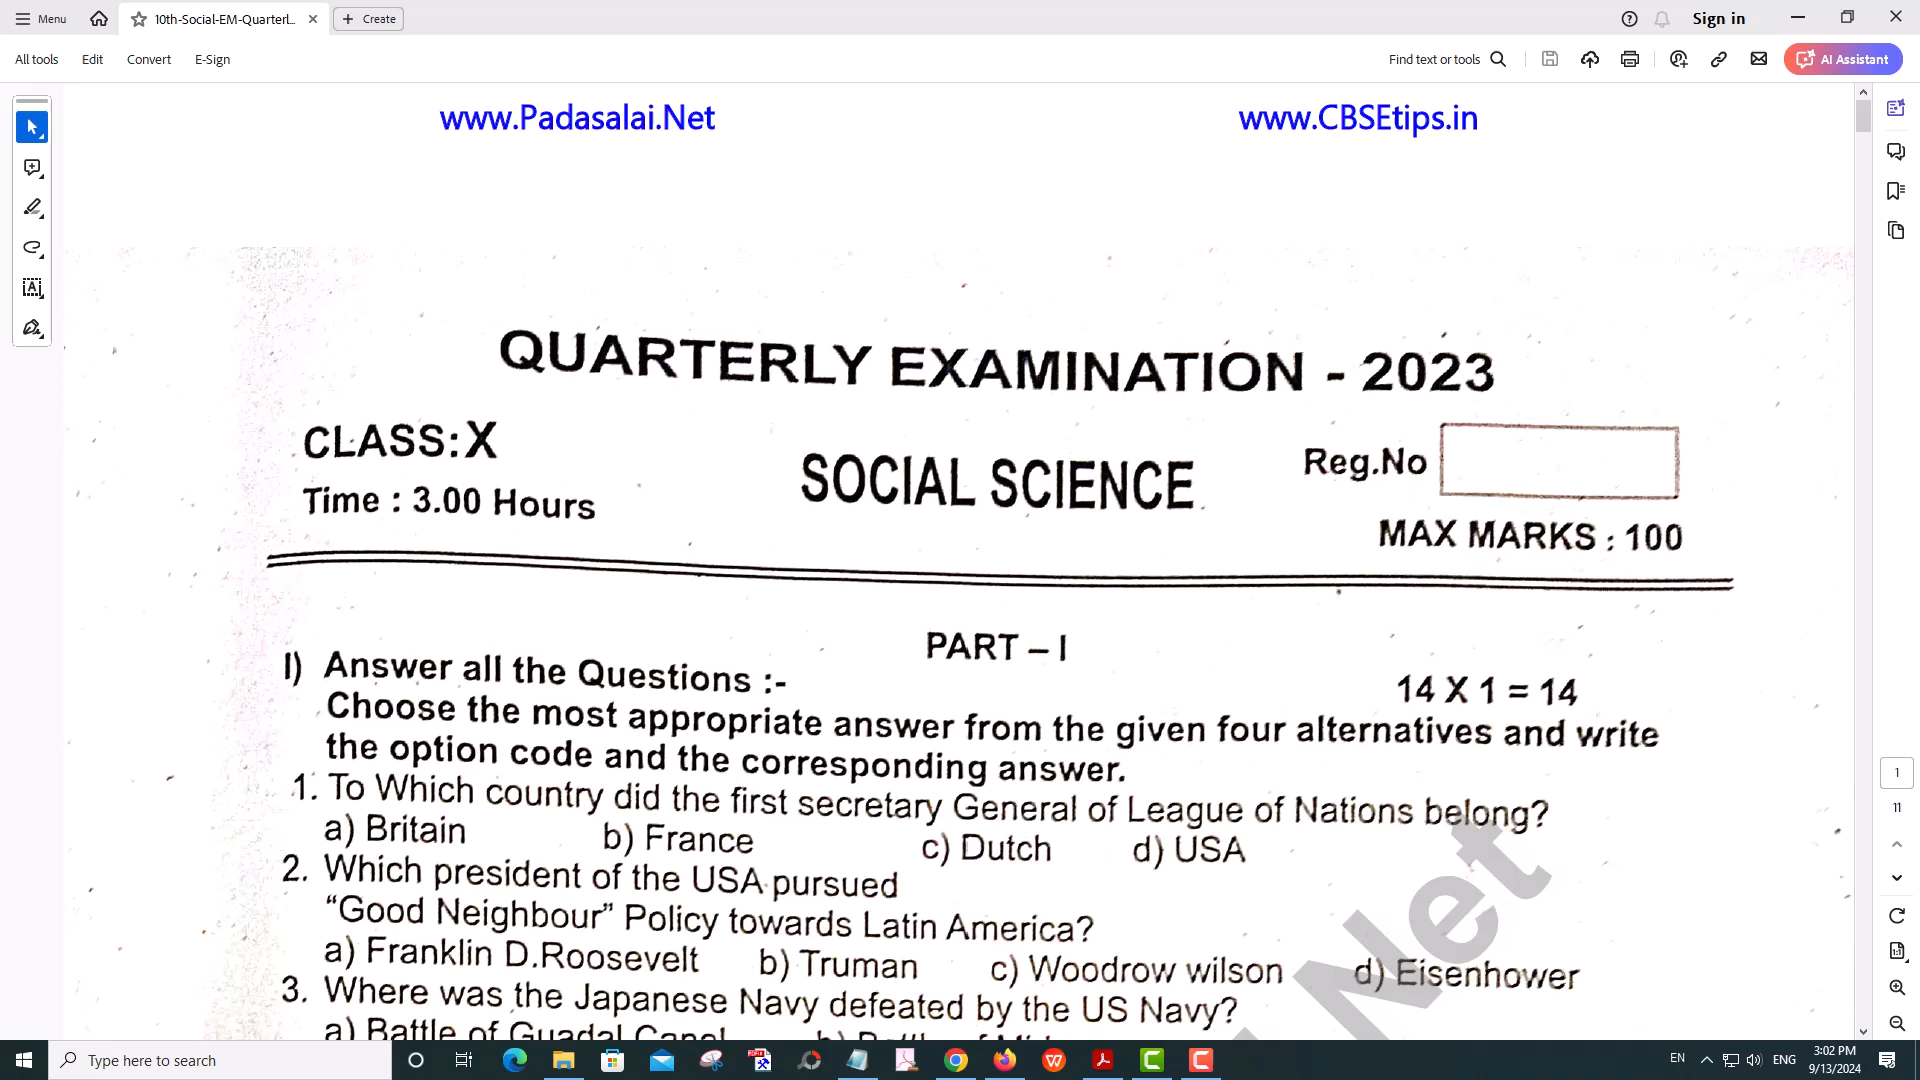 Menu
10th-Social-EM-Quarterl...
Create
Sign in
All tools
Edit
Convert
E-Sign
Find text or tools
AI Assistant
www.Padasalai.Net
www.CBSEtips.in
QUARTERLY EXAMINATION - 2023
CLASS:X
SOCIAL SCIENCE
Reg.No
Time : 3.00 Hours
MAX MARKS : 100
PART – I
I) Answer all the Questions :-
14 X 1 = 14
Choose the most appropriate answer from the given four alternatives and write
the option code and the corresponding answer.
1. To Which country did the first secretary General of League of Nations belong?
a) Britain b) France c) Dutch d) USA
2. Which president of the USA pursued
“Good Neighbour” Policy towards Latin America?
a) Franklin D.Roosevelt b) Truman c) Woodrow wilson d) Eisenhower
3. Where was the Japanese Navy defeated by the US Navy?
a) Battle of Guadal Canal
Net
1
11
Type here to search
EN
ENG
3:02 PM
9/13/2024